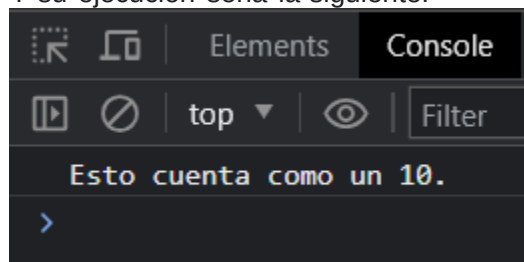 Y su ejecución sería la siguiente:
Elements Console
top Filter
Esto cuenta como un 10.